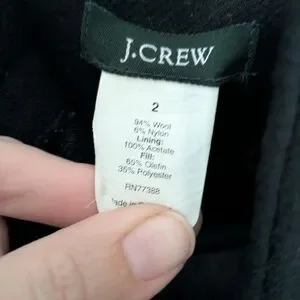 J.CREW
2
94% Wool
6% Nylon
Lining:
100% Acetate
Fill:
65% Olefin
35% Polyester
RN77388